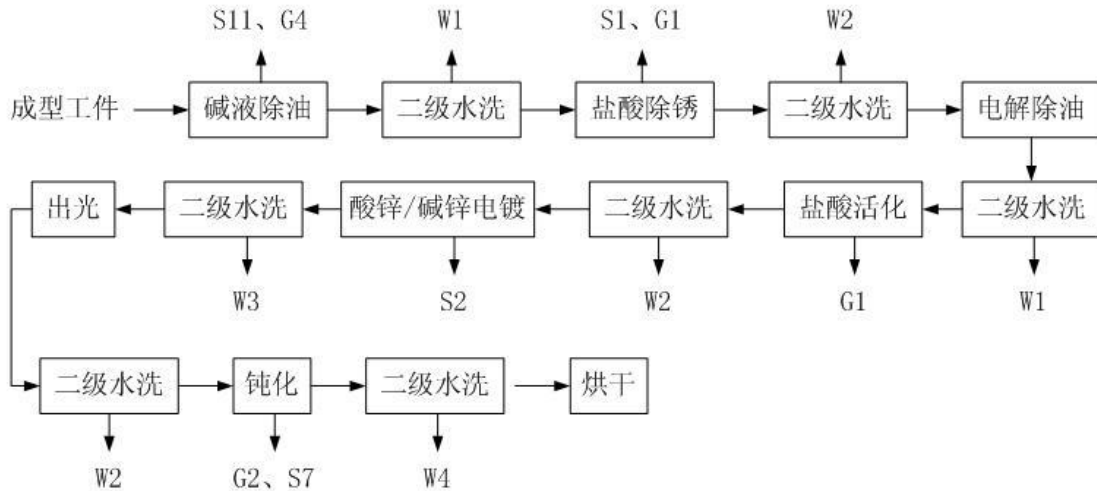 S11、G4 W1 S1、G1 W2
成型工件 碱液除油 二级水洗 盐酸除锈 二级水洗 电解除油
出光 二级水洗 酸锌/碱锌电镀 二级水洗 盐酸活化 二级水洗
W3 S2 W2 G1 W1
二级水洗 钝化 二级水洗 烘干
W2 G2、S7 W4